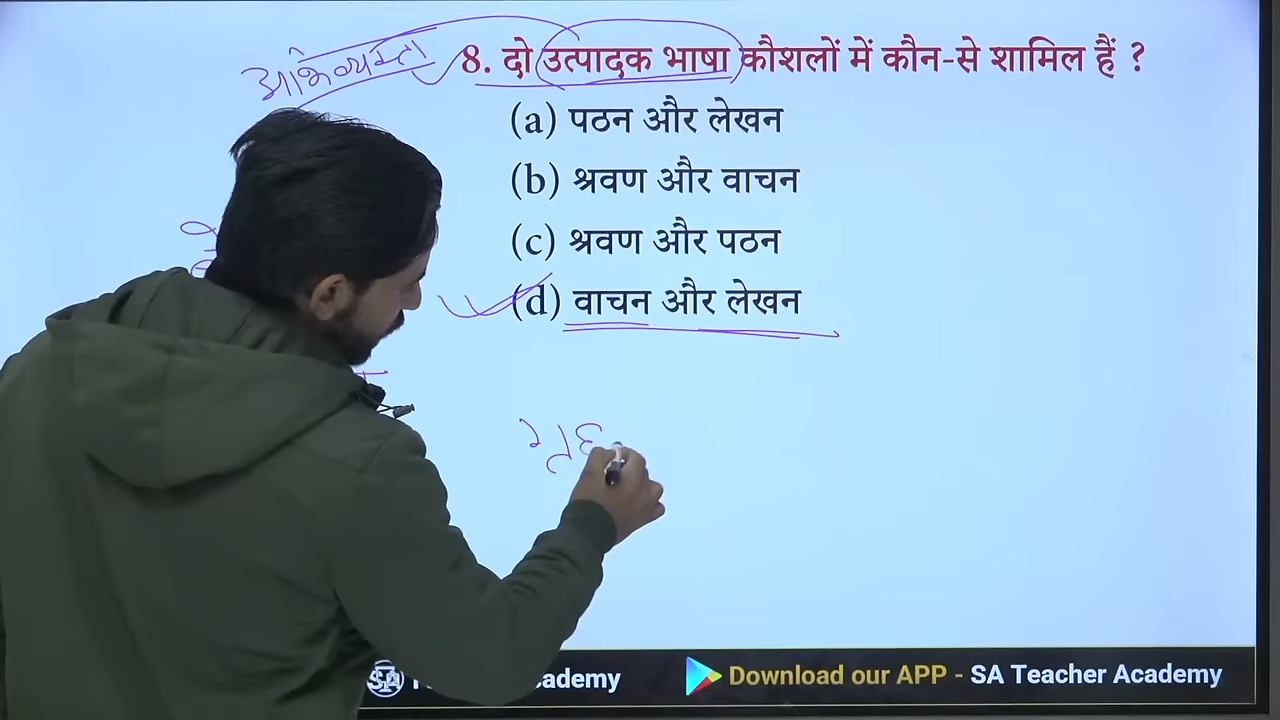 8. दो उत्पादक भाषा कौशलों में कौन-से शामिल हैं ?
(a) पठन और लेखन
(b) श्रवण और वाचन
(c) श्रवण और पठन
(d) वाचन और लेखन
Download our APP - SA Teacher Academy